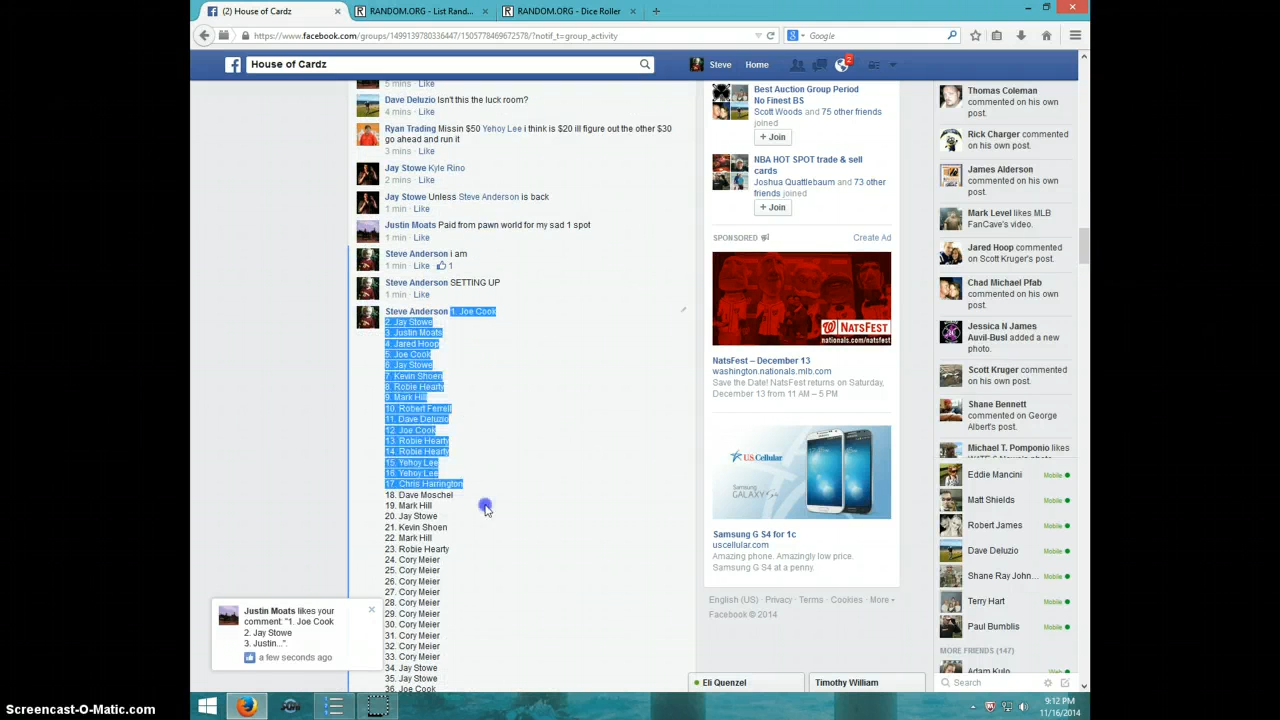 (2) House of Cardz
RANDOM.ORG - List Rand...
RANDOM.ORG - Dice Roller
https://www.facebook.com/groups/1499139780336447/1505778469672578/?notif_t=group_activity
Google
House of Cardz
Steve
Home
2
5 mins · Like
Dave Deluzio Isn't this the luck room?
4 mins · Like
Ryan Trading Missin $50 Yehoy Lee i think is $20 ill figure out the other $30
go ahead and run it
3 mins · Like
Jay Stowe Kyle Rino
2 mins · Like
Jay Stowe Unless Steve Anderson is back
1 min · Like
Justin Moats Paid from pawn world for my sad 1 spot
1 min · Like
Steve Anderson i am
1 min · Like 1
Steve Anderson SETTING UP
1 min · Like
Steve Anderson 1. Joe Cook
2. Jay Stowe
3. Justin Moats
4. Jared Hoop
5. Joe Cook
6. Jay Stowe
7. Kevin Shoen
8. Robie Hearty
9. Mark Hill
10. Robert Ferrell
11. Dave Deluzio
12. Joe Cook
13. Robie Hearty
14. Robie Hearty
15. Yehoy Lee
16. Yehoy Lee
17. Chris Harrington
18. Dave Moschel
19. Mark Hill
20. Jay Stowe
21. Kevin Shoen
22. Mark Hill
23. Robie Hearty
24. Cory Meier
25. Cory Meier
26. Cory Meier
27. Cory Meier
28. Cory Meier
29. Cory Meier
30. Cory Meier
31. Cory Meier
32. Cory Meier
33. Cory Meier
34. Jay Stowe
35. Jay Stowe
36. Joe Cook
Justin Moats likes your
comment: "1. Joe Cook
2. Jay Stowe
3. Justin...".
a few seconds ago
Best Auction Group Period
No Finest BS
Scott Woods and 75 other friends
joined
+ Join
NBA HOT SPOT trade & sell
cards
Joshua Quattlebaum and 73 other
friends joined
+ Join
SPONSORED
Create Ad
NATSFEST
nationals.com/natsfest
NatsFest – December 13
washington.nationals.mlb.com
Save the Date! NatsFest returns on Saturday,
December 13 from 11 AM – 5 PM
U.S. Cellular
SAMSUNG
GALAXY S4
Samsung G S4 for 1c
uscellular.com
Amazing phone. Amazingly low price.
Samsung G S4 at a penny.
English (US) · Privacy · Terms · Cookies · More
Facebook © 2014
Thomas Coleman
commented on his own
post.
Rick Charger commented
on his own post.
James Alderson
commented on his own
post.
Mark Level likes MLB
FanCave's video.
Jared Hoop commented
on Scott Kruger's post.
Chad Michael Pfab
commented on his own
post.
Jessica N James
Auvil-Busl added a new
photo.
Scott Kruger commented
on his own post.
Shane Bennett
commented on George
Albert's post.
Michael T. Pomponio likes
Eddie Mancini Mobile
Matt Shields Mobile
Robert James Mobile
Dave Deluzio Mobile
Shane Ray John... Mobile
Terry Hart Mobile
Paul Bumblis Mobile
MORE FRIENDS (147)
Adam Kulo Web
Search
Eli Quenzel
Timothy William
9:12 PM
11/16/2014
Screencast-O-Matic.com